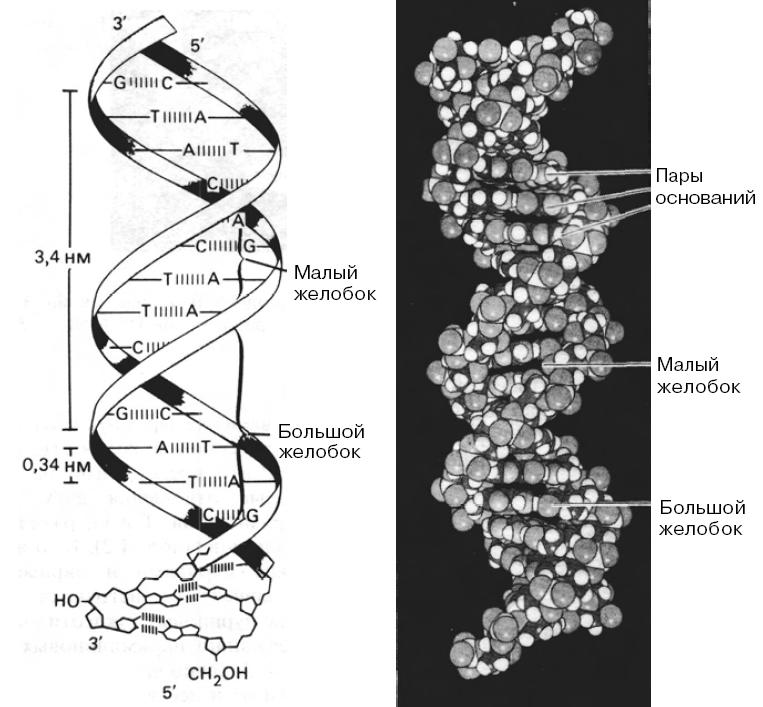 3′
5′
G C
T A
A T
C
A
C G
3,4 нм
Малый
желобок
T A
T A
C
G C
Большой
желобок
A T
0,34 нм
T A
C G
HO
3′
CH₂OH
5′
Пары
оснований
Малый
желобок
Большой
желобок